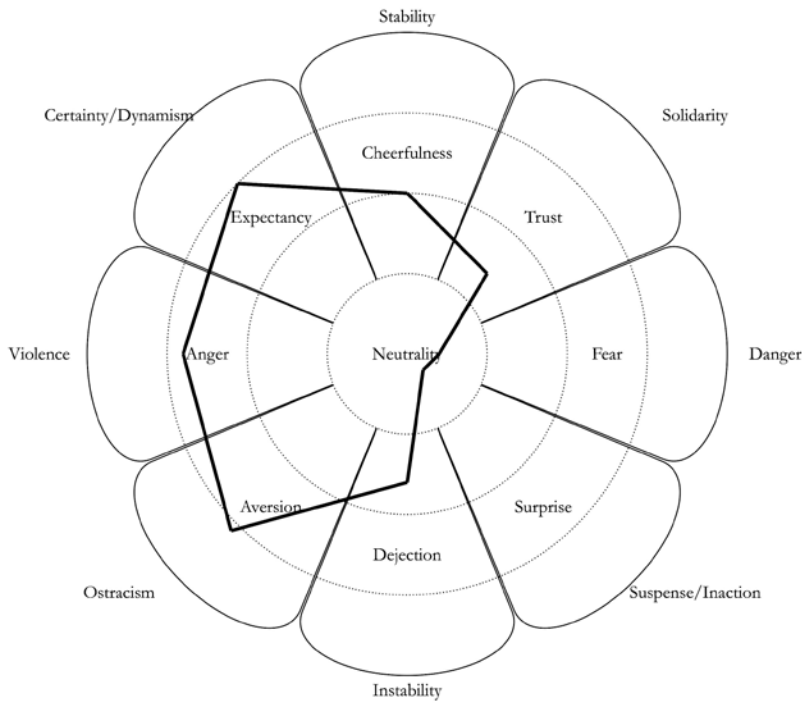 Stability
Certainty/Dynamism
Solidarity
Cheerfulness
Expectancy
Trust
Violence
Anger
Neutrality
Fear
Danger
Aversion
Surprise
Dejection
Ostracism
Suspense/Inaction
Instability